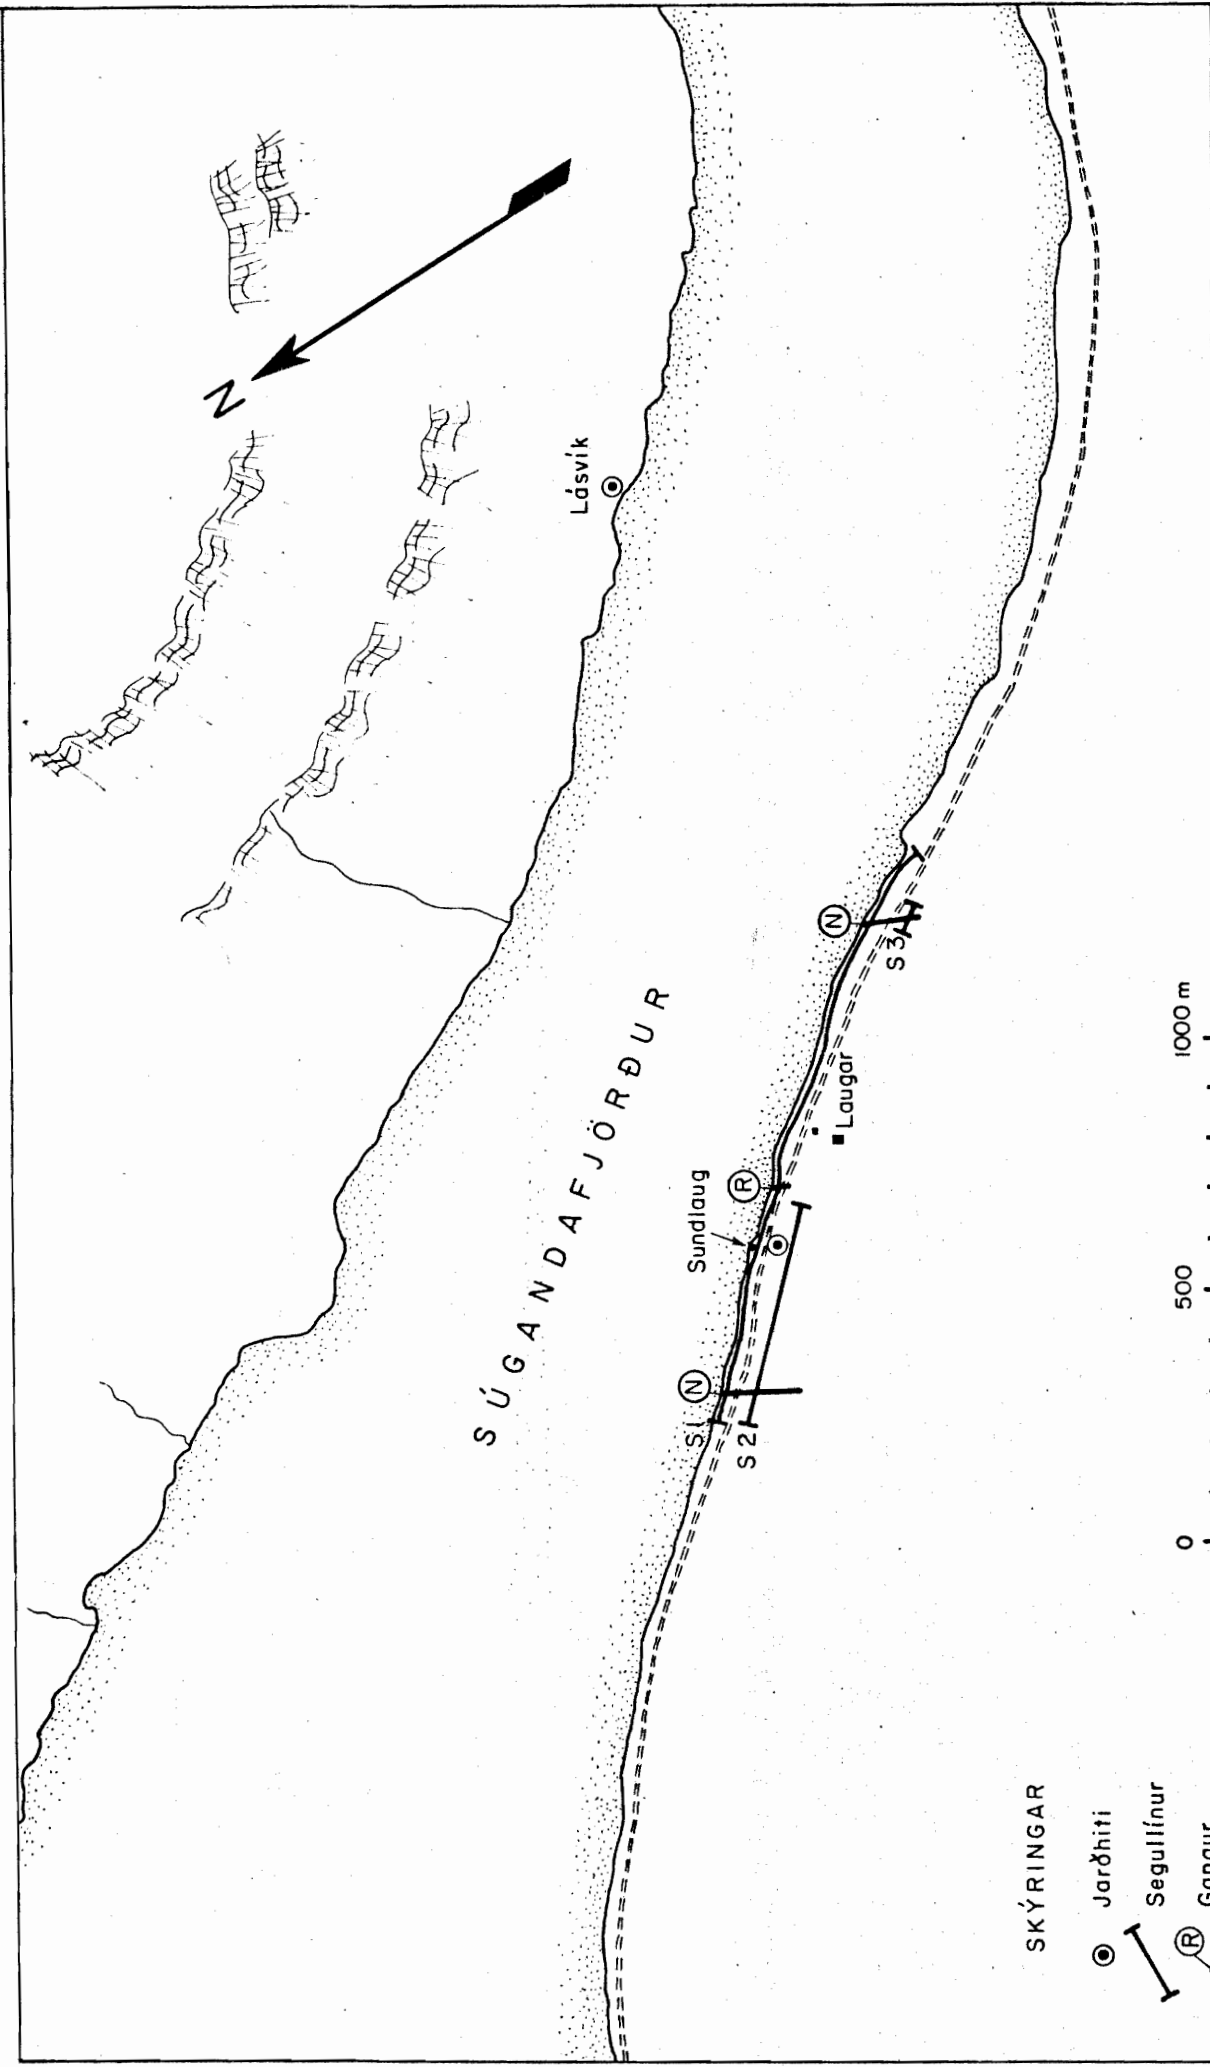 N
Lásvík
SÚGANDAFJÖRÐUR
Sundlaug
Laugar
N
R
N
S1
S2
S3
0 500 1000 m
SKÝRINGAR
Jarðhiti
Segullínur
R Gangur